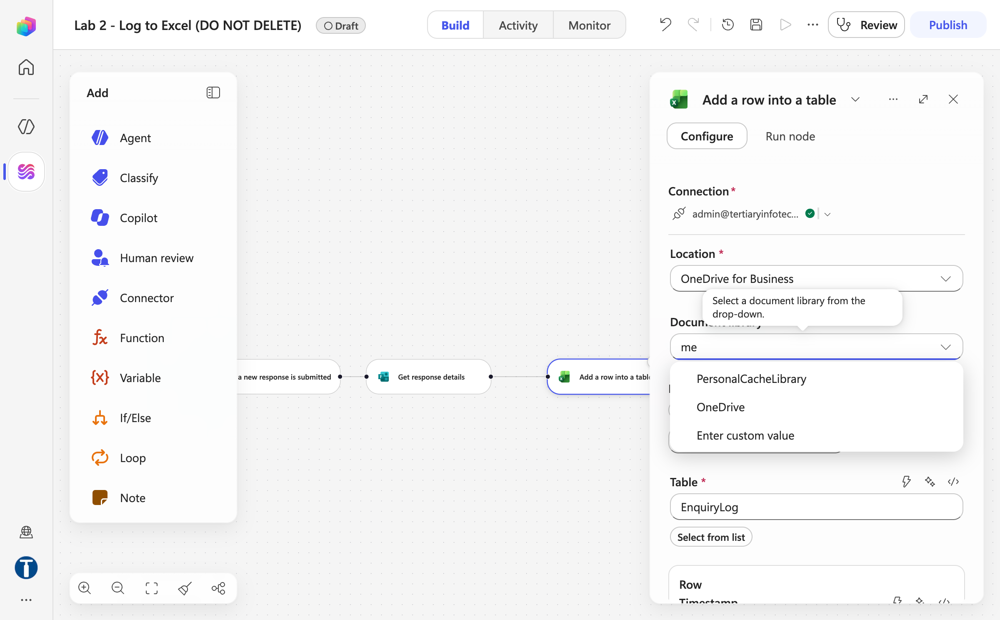 Lab 2 - Log to Excel (DO NOT DELETE)
Draft
Build
Activity
Monitor
Review
Publish
Add
Agent
Classify
Copilot
Human review
Connector
Function
Variable
If/Else
Loop
Note
a new response is submitted
Get response details
Add a row into a table
Add a row into a table
Configure
Run node
Connection *
admin@tertiaryinfotec...
Location *
OneDrive for Business
Select a document library from the
drop-down.
Document library
me
PersonalCacheLibrary
OneDrive
Enter custom value
Table *
EnquiryLog
Select from list
Row
Timestamp